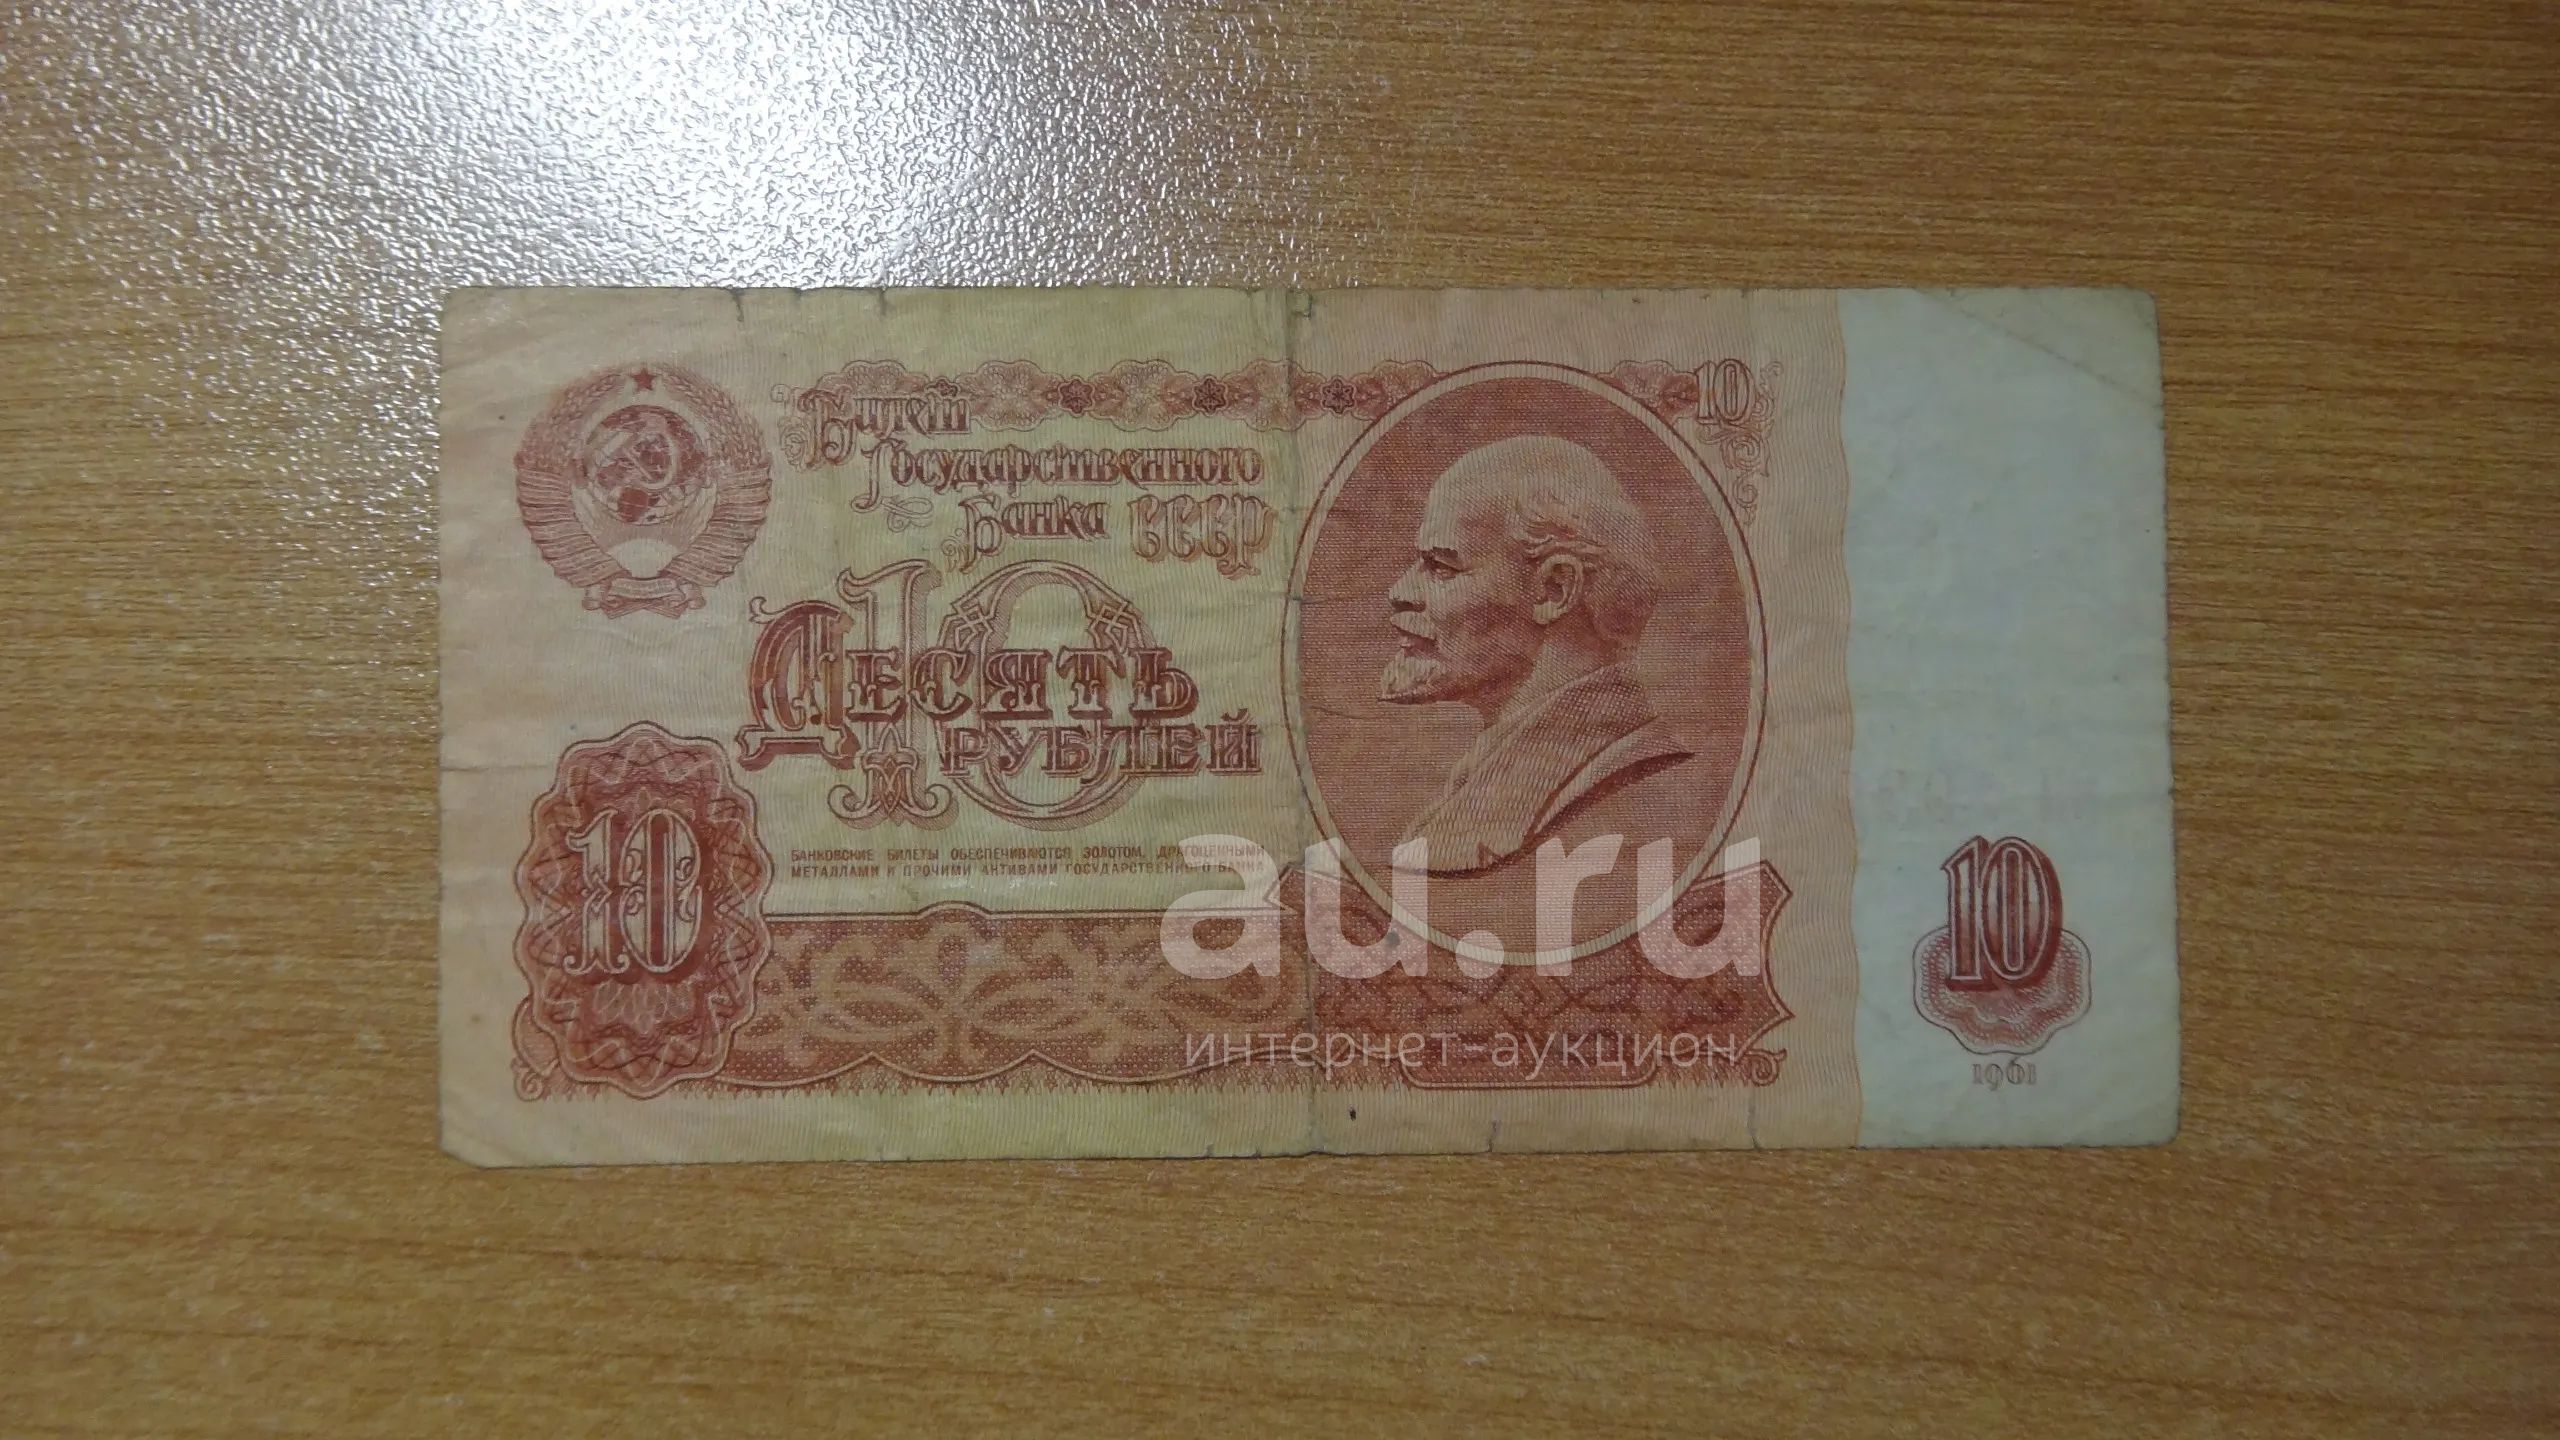 Билет
Государственного
Банка СССР
10
10
Десять
рублей
10
БАНКОВСКИЕ БИЛЕТЫ ОБЕСПЕЧИВАЮТСЯ ЗОЛОТОМ, ДРАГОЦЕННЫМИ
МЕТАЛЛАМИ И ПРОЧИМИ АКТИВАМИ ГОСУДАРСТВЕННОГО БАНКА
10
1961
au.ru
интернет-аукцион